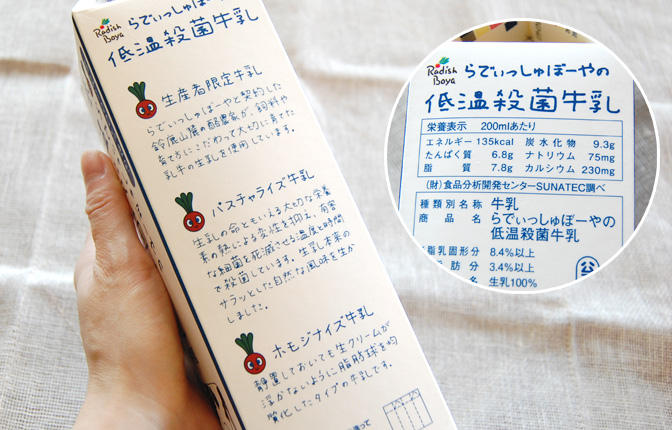 Radish
Boya
らでぃっしゅぼーやの
低温殺菌牛乳
生産者限定牛乳
らでぃっしゅぼーやと契約した
鈴鹿山麓の酪農家が、飼料や
育て方にこだわって大切に育てた
乳牛の生乳を使用しています。
パスチャライズ牛乳
生乳の命ともいえる大切な栄養
素の熱による変性を抑え、有害
な細菌を死滅させる温度と時間
で殺菌しています。生乳本来の
サラッとした自然な風味を生か
しました。
ホモジナイズ牛乳
静置しておいても生クリームが
浮かないように脂肪球を均
質化したタイプの牛乳です。
Radish
Boya
らでぃっしゅぼーやの
低温殺菌牛乳
栄養表示 200mlあたり
エネルギー 135kcal 炭水化物 9.3g
たんぱく質 6.8g ナトリウム 75mg
脂質 7.8g カルシウム 230mg
(財)食品分析開発センターSUNATEC調べ
種類別名称 牛乳
商品名 らでぃっしゅぼーやの
低温殺菌牛乳
脂乳固形分 8.4%以上
脂肪分 3.4%以上
名 生乳100%
公